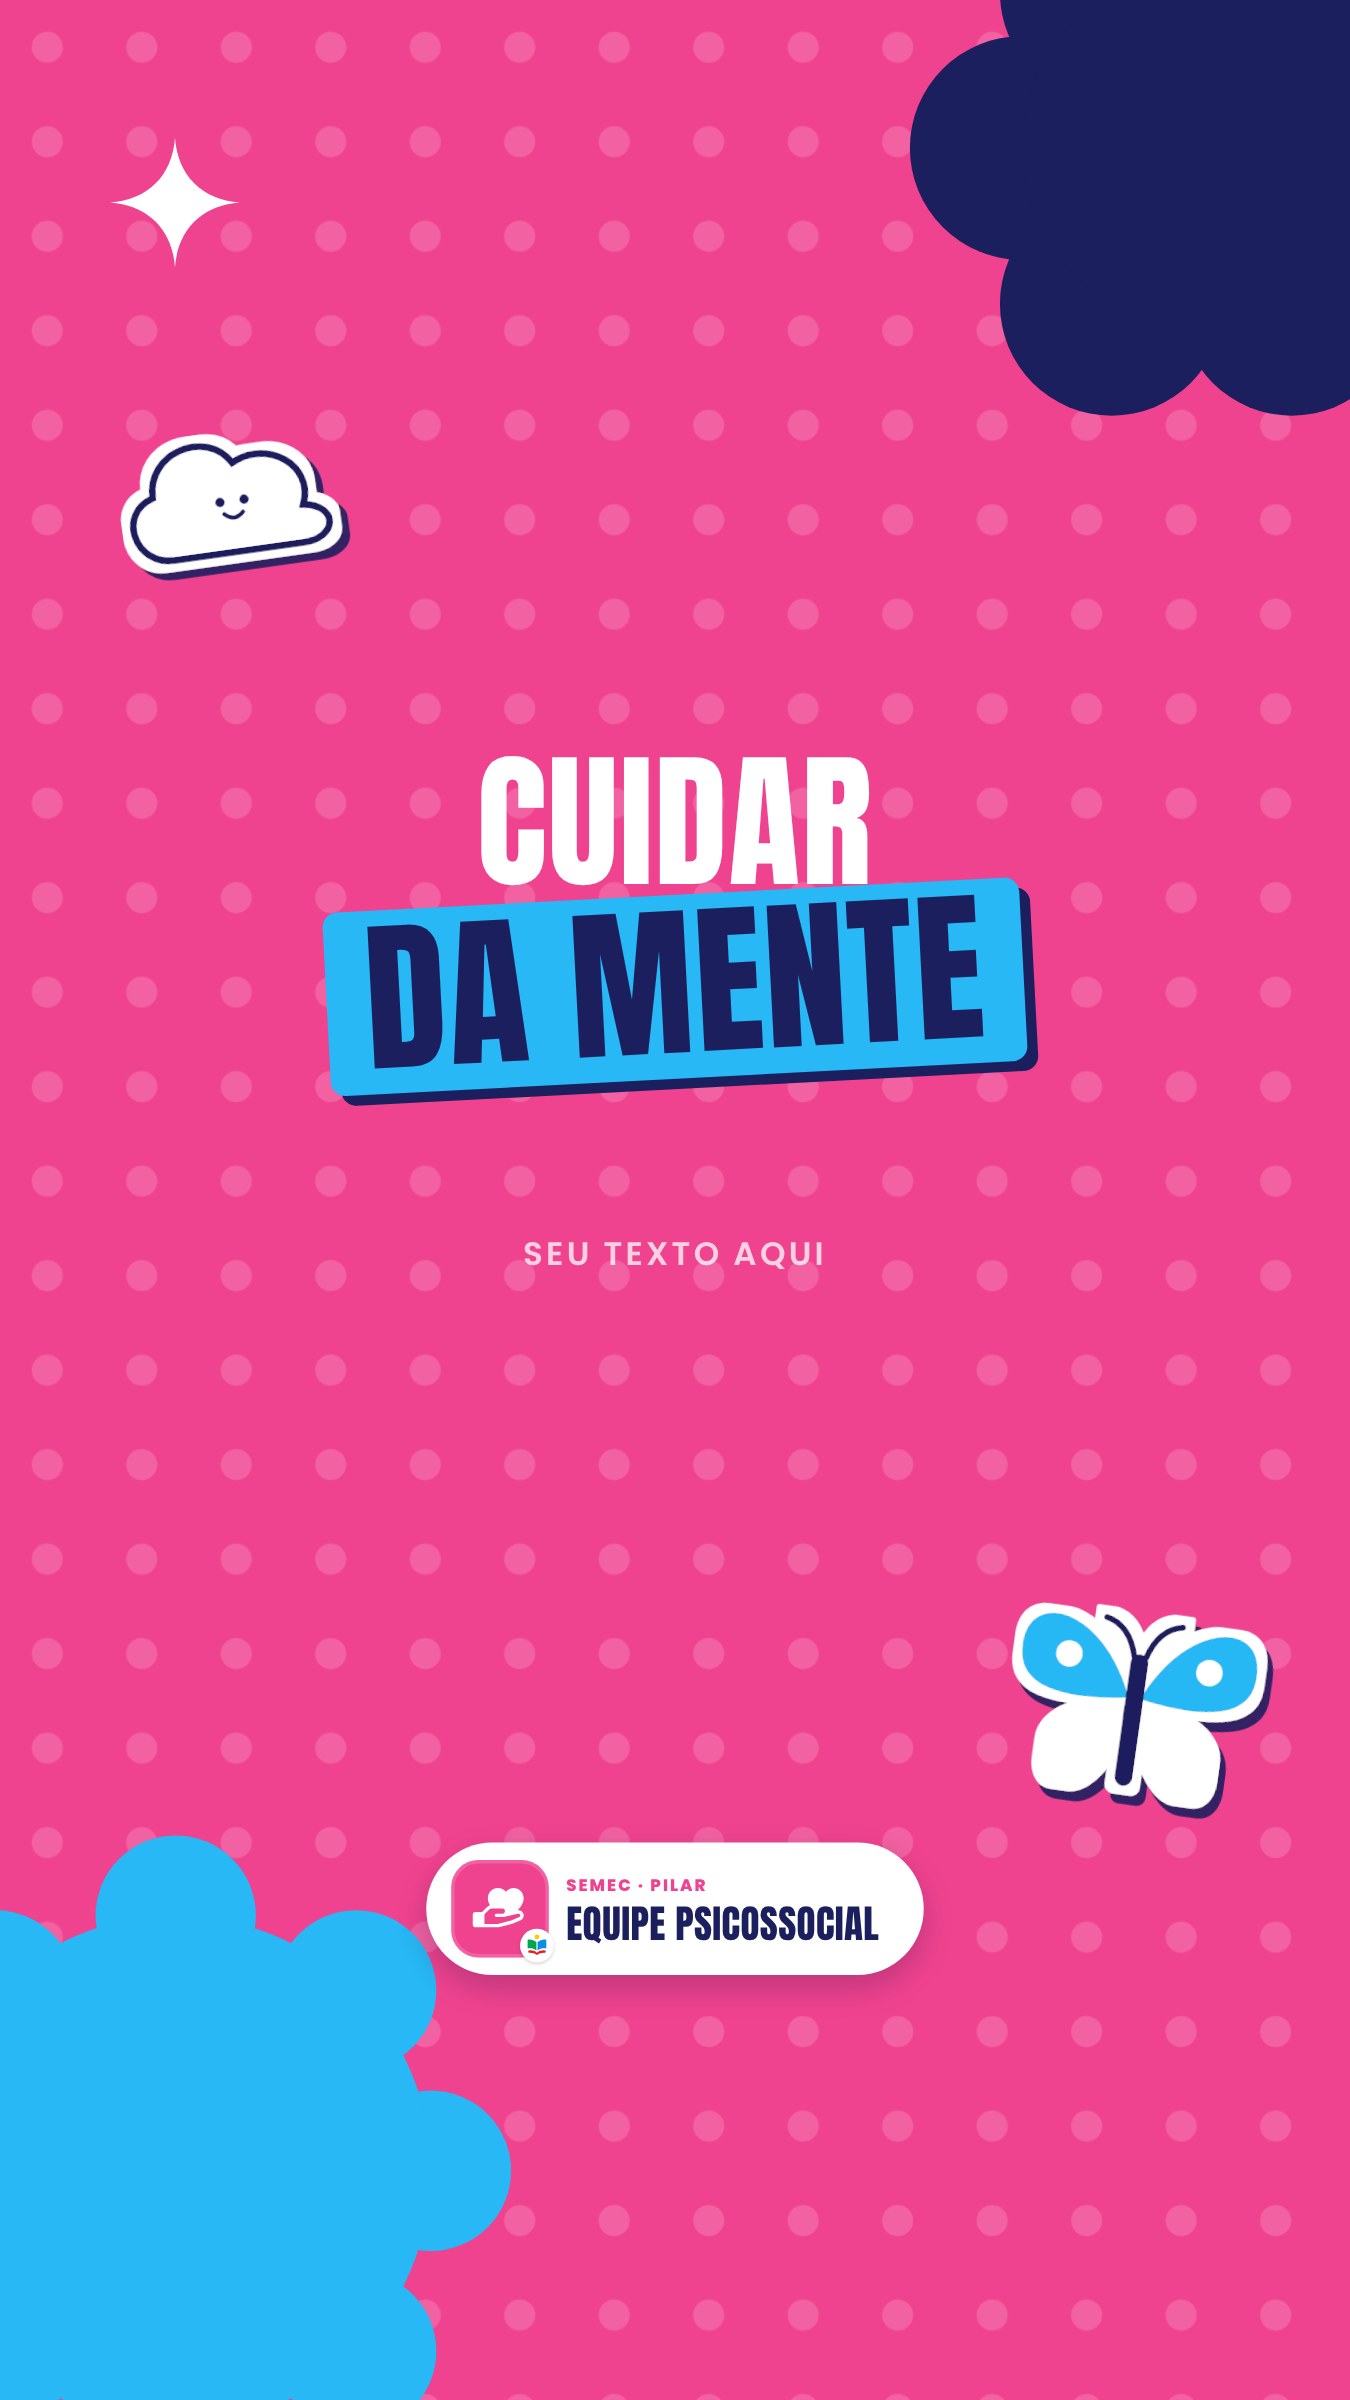 CUIDAR
DA MENTE
SEU TEXTO AQUI
SEMEC · PILAR
EQUIPE PSICOSSOCIAL